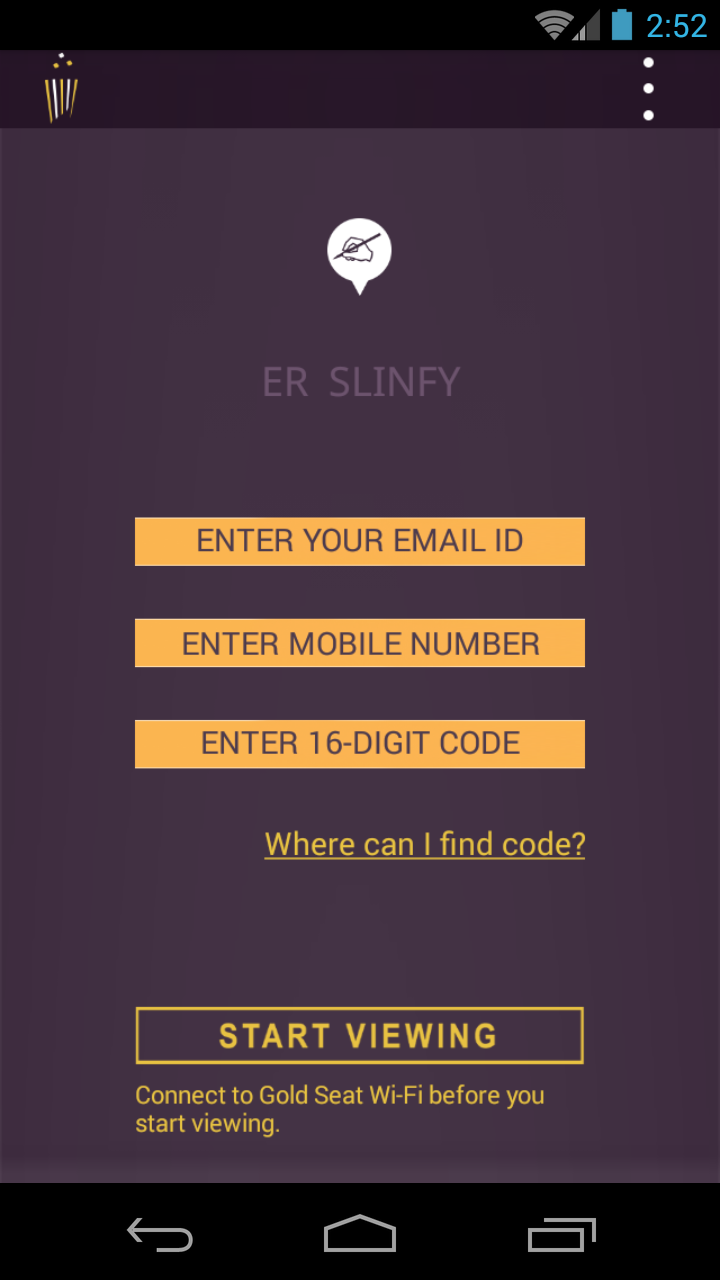 2:52
ER SLINFY
ENTER YOUR EMAIL ID
ENTER MOBILE NUMBER
ENTER 16-DIGIT CODE
Where can I find code?
START VIEWING
Connect to Gold Seat Wi-Fi before you
start viewing.